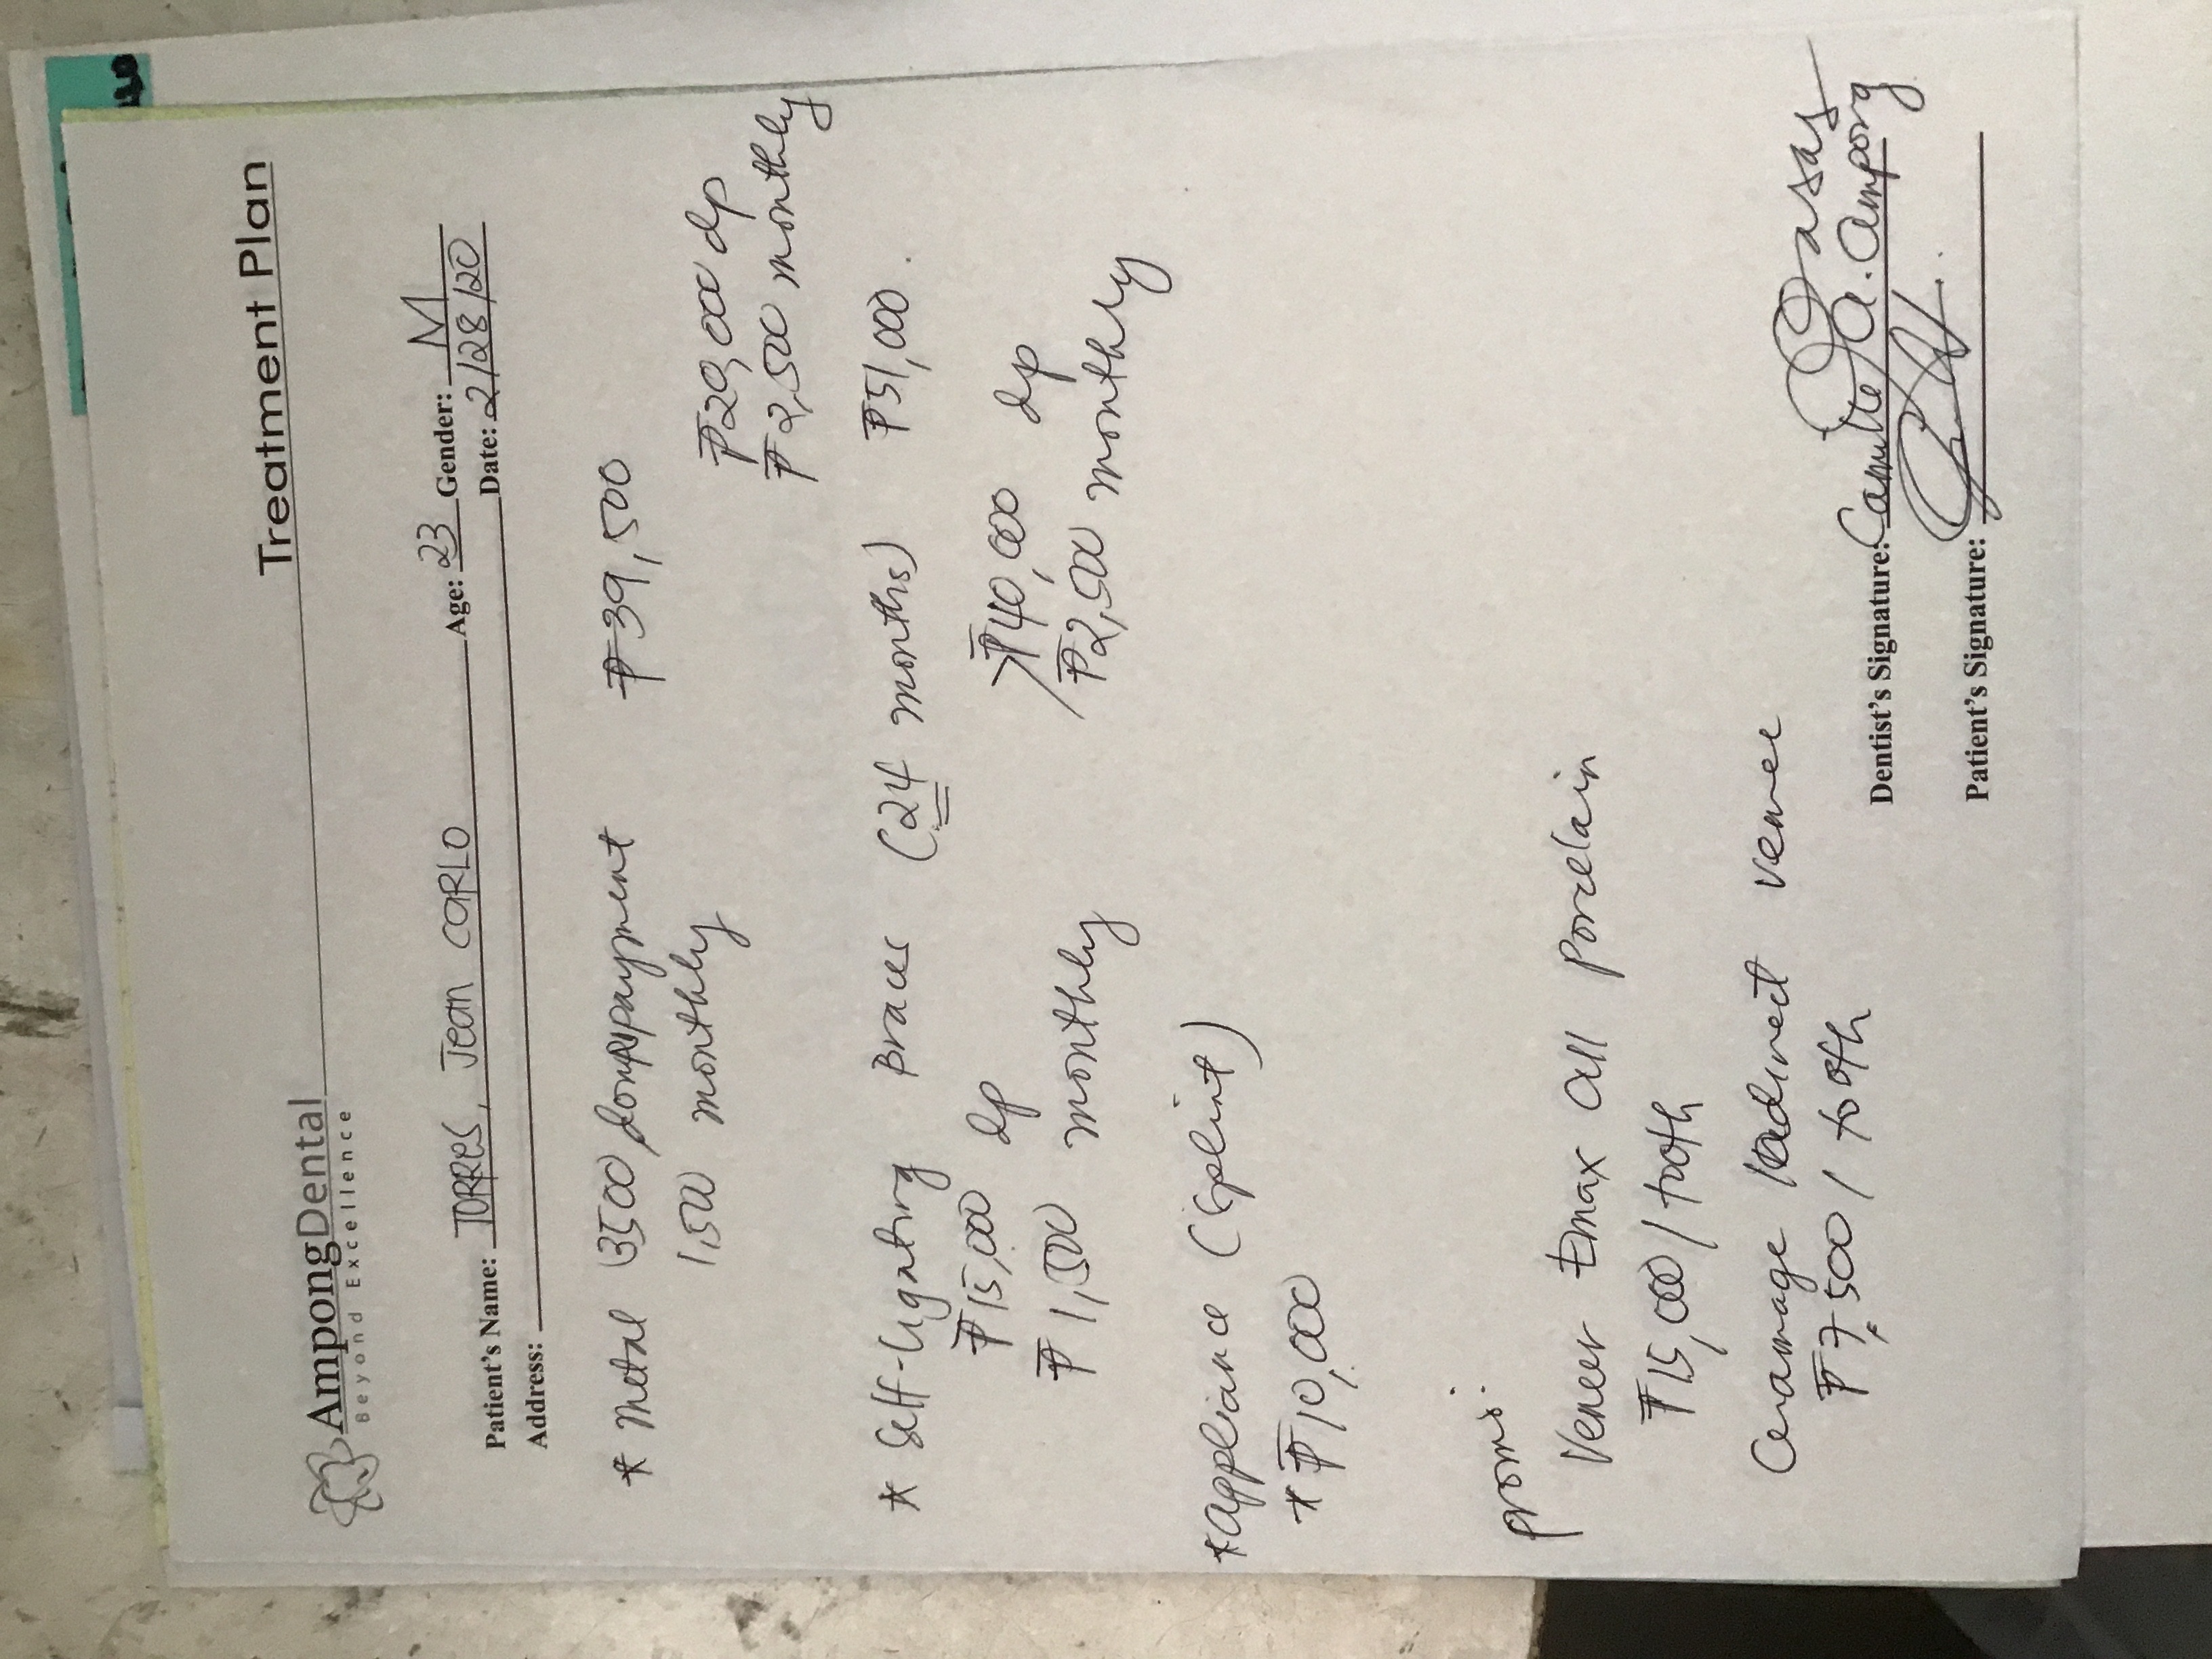 AmpongDental
Beyond Excellence
Treatment Plan
Patient's Name: TORRES, Jean CARLO Age: 23 Gender: M
Address: Date: 2/28/20
* Metal (3500 downpayment ₱39,500
1,500 monthly
₱20,000 dp
₱2,500 monthly
* Self-Ligating Braces (24 months) ₱51,000
₱15,000 dp
₱1,500 monthly
₱40,000 dp
₱2,500 monthly
* Appliance (Splint)
* ₱10,000
Veneer Emax All Porcelain
₱15,000 / tooth
Ceramage Indirect veneer
₱7,500 / tooth
Dentist's Signature: Camille A. Ampong
Patient's Signature: